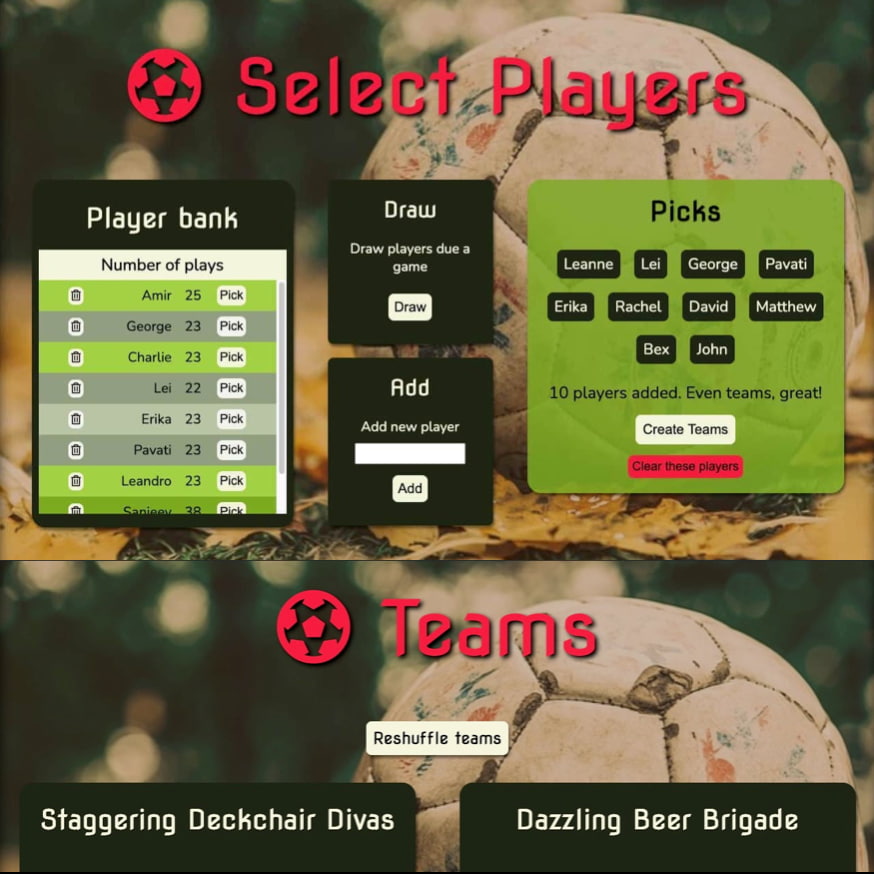 Select Players
Player bank
Number of plays
Amir 25 Pick
George 23 Pick
Charlie 23 Pick
Lei 22 Pick
Erika 23 Pick
Pavati 23 Pick
Leandro 23 Pick
Sanjeev 38 Pick
Draw
Draw players due a
game
Draw
Add
Add new player
Add
Picks
Leanne Lei George Pavati
Erika Rachel David Matthew
Bex John
10 players added. Even teams, great!
Create Teams
Clear these players
Teams
Reshuffle teams
Staggering Deckchair Divas
Dazzling Beer Brigade